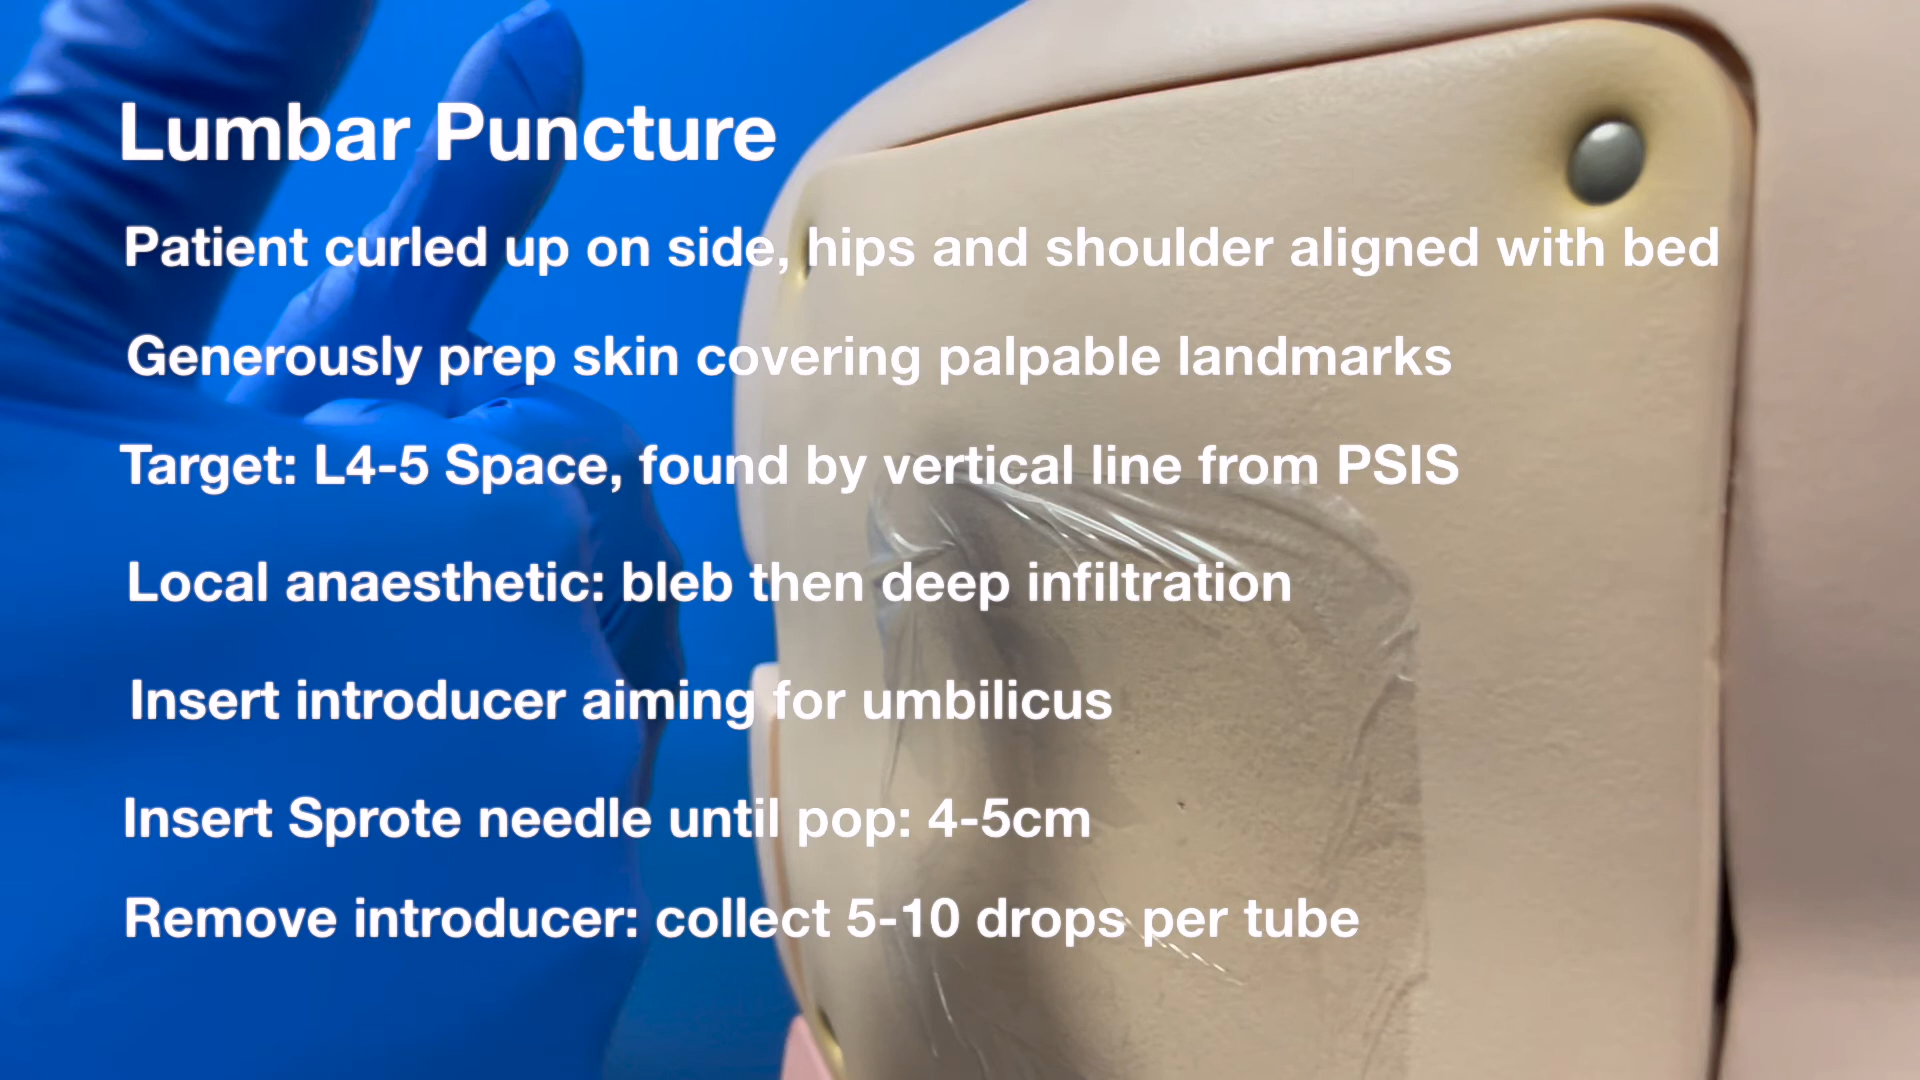 Lumbar Puncture
Patient curled up on side, hips and shoulder aligned with bed
Generously prep skin covering palpable landmarks
Target: L4-5 Space, found by vertical line from PSIS
Local anaesthetic: bleb then deep infiltration
Insert introducer aiming for umbilicus
Insert Sprote needle until pop: 4-5cm
Remove introducer: collect 5-10 drops per tube